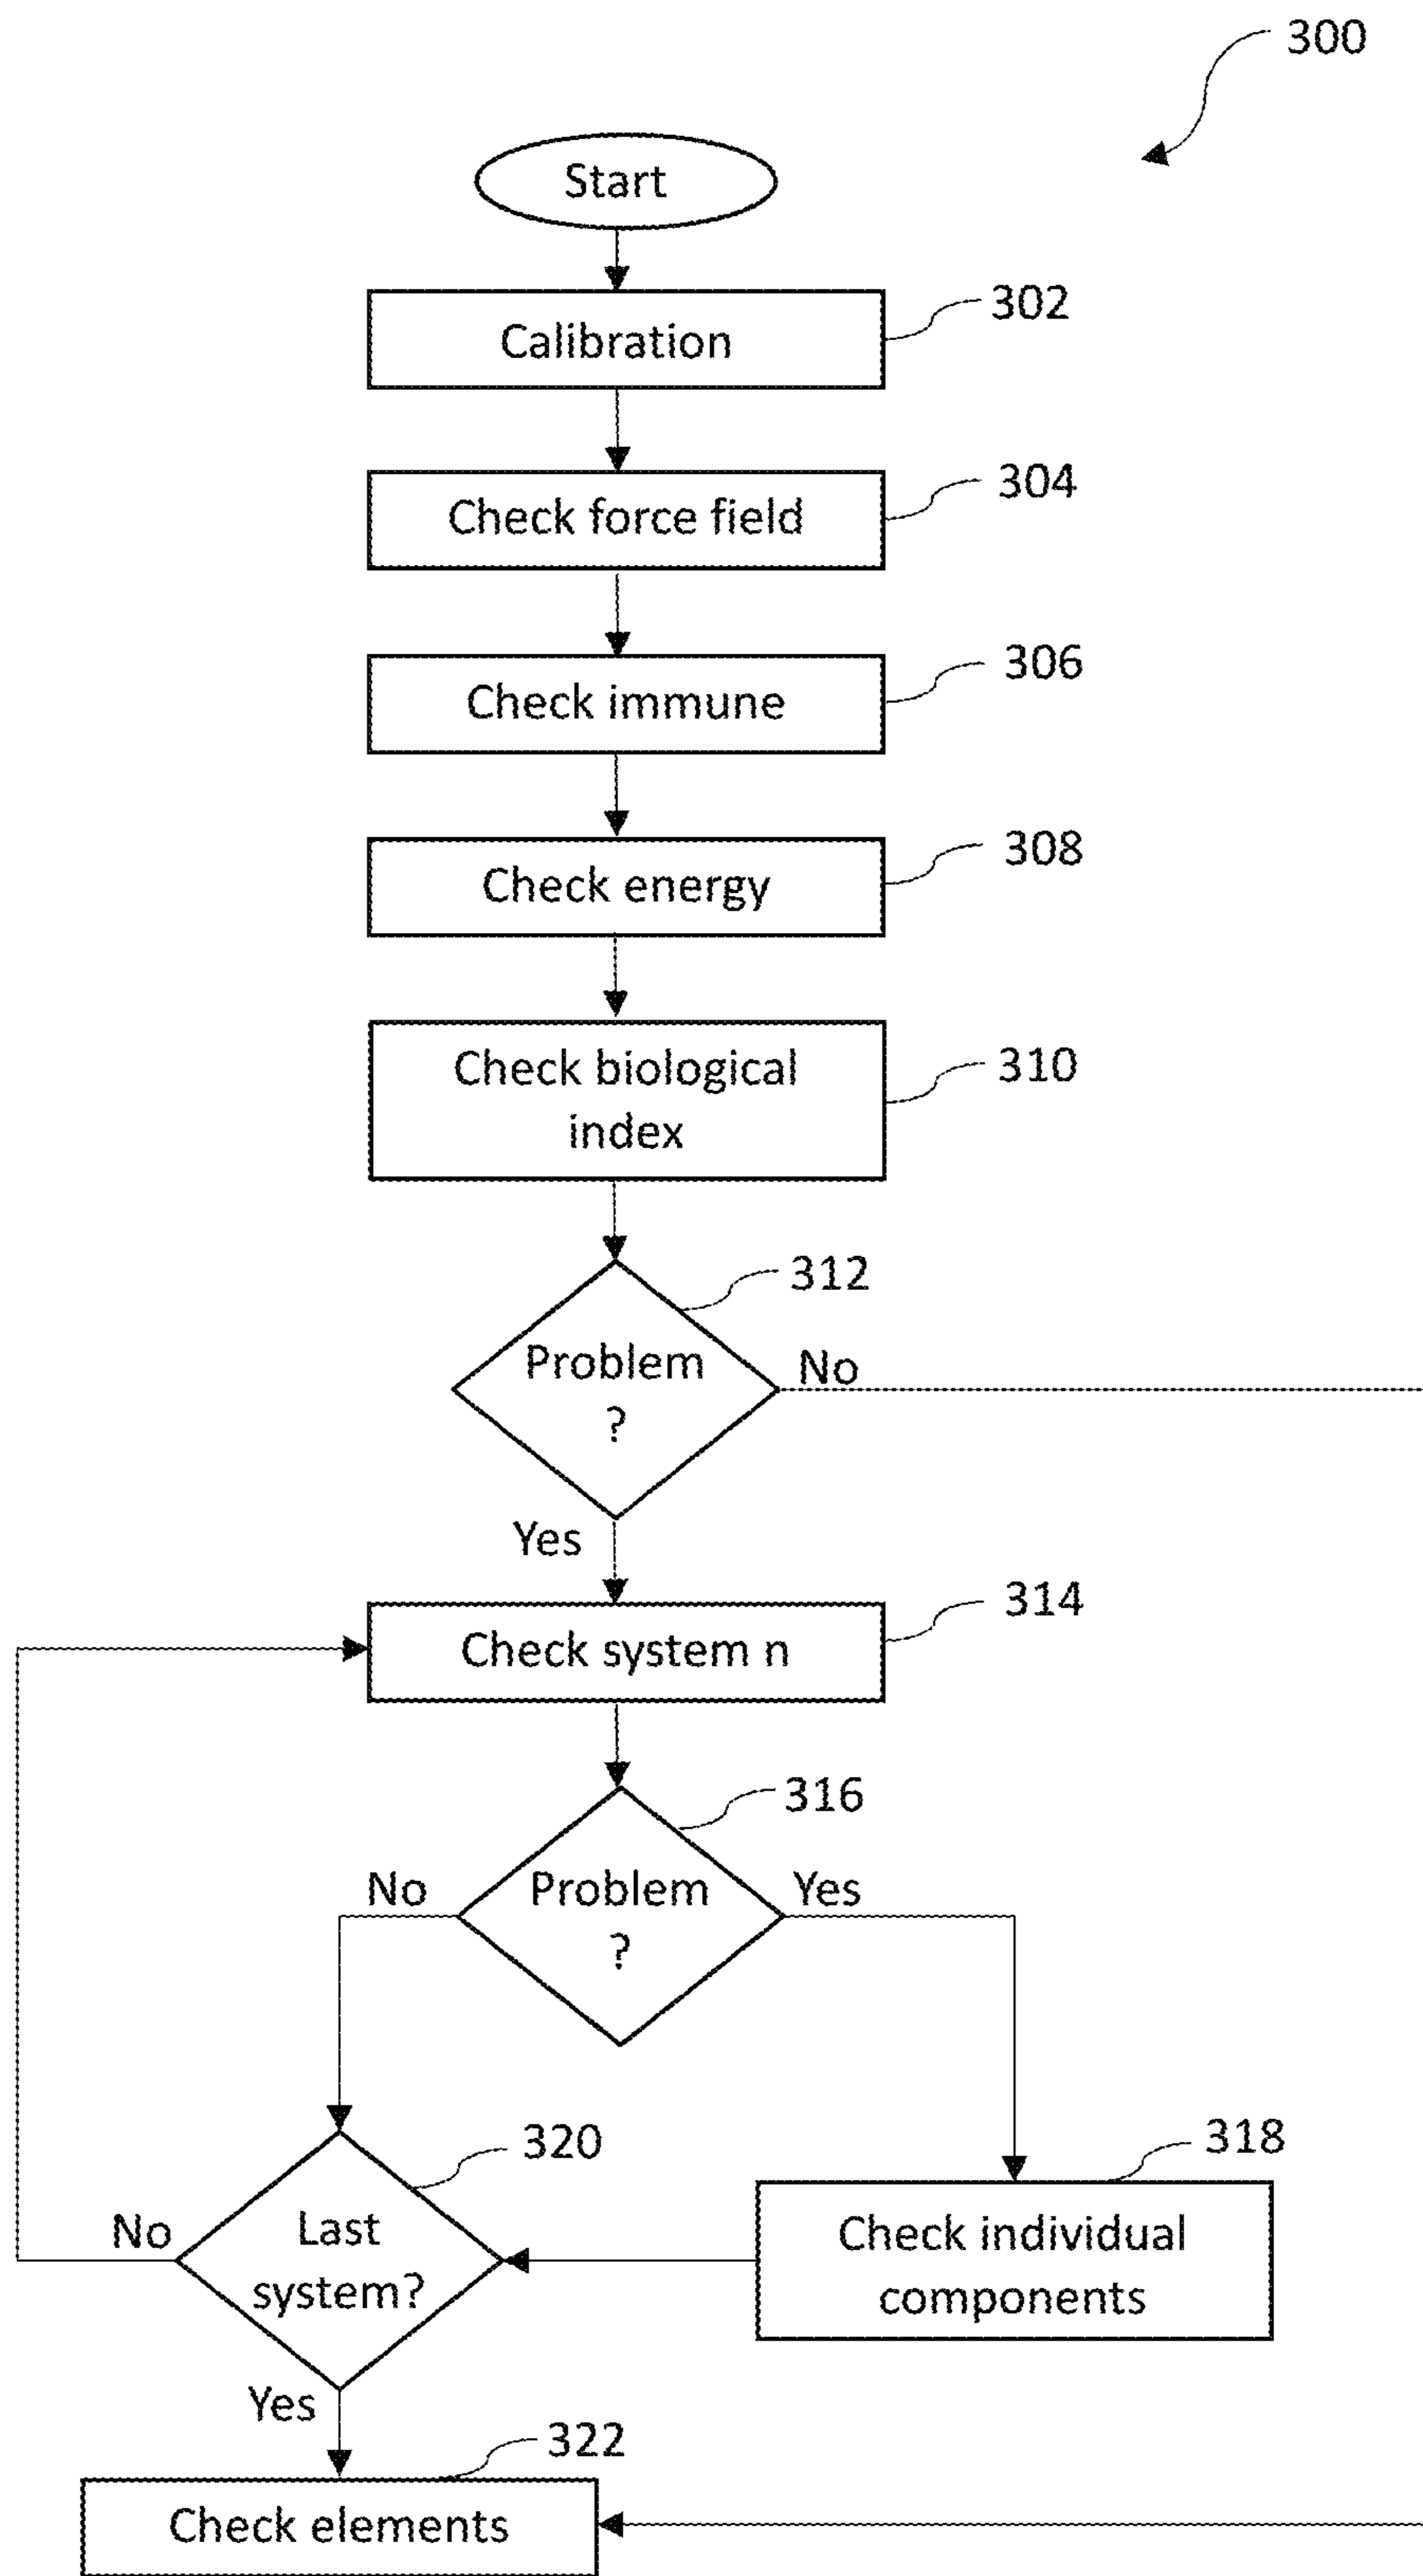 300
Start
Calibration
302
Check force field
304
Check immune
306
Check energy
308
Check biological
index
310
312
Problem
?
No
Yes
Check system n
314
316
No
Problem
?
Yes
320
318
No
Last
system?
Check individual
components
Yes
322
Check elements